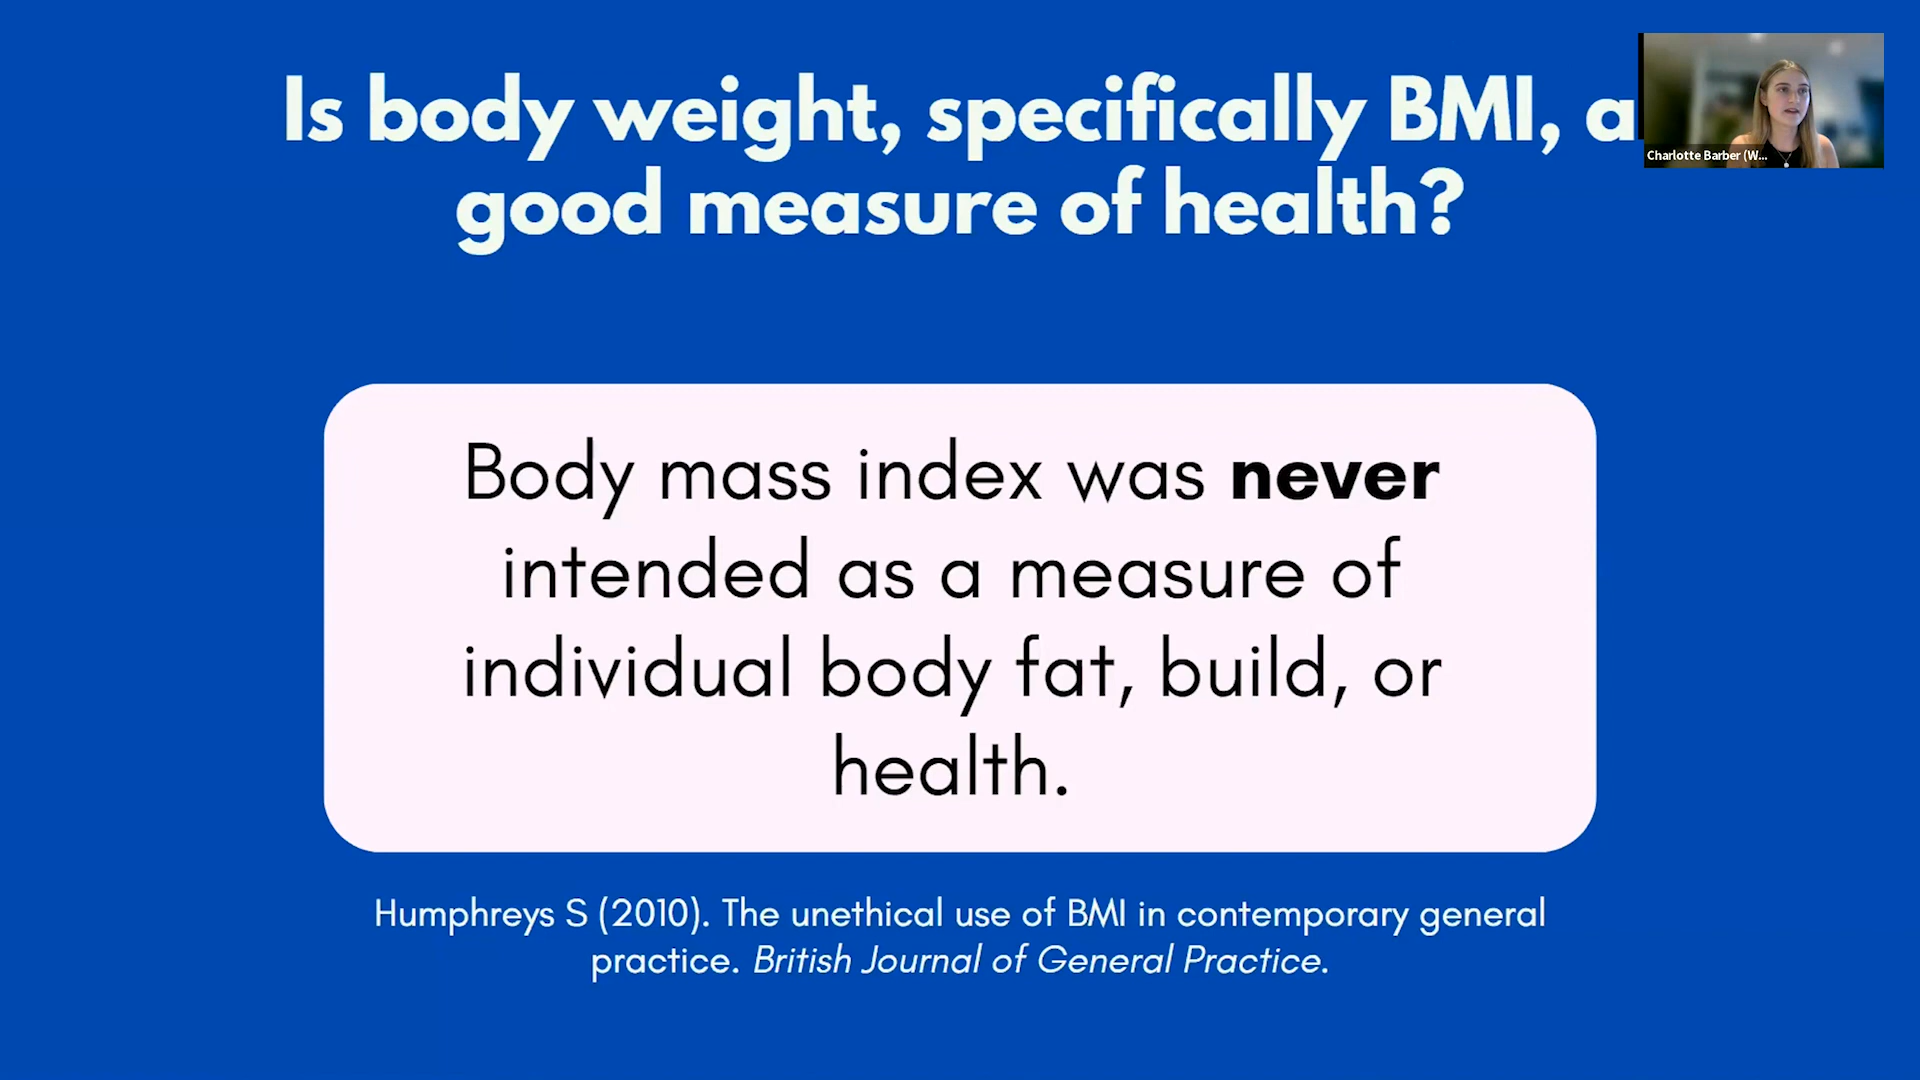 Is body weight, specifically BMI, a
good measure of health?
Charlotte Barber (W...
Body mass index was never
intended as a measure of
individual body fat, build, or
health.
Humphreys S (2010). The unethical use of BMI in contemporary general
practice. British Journal of General Practice.